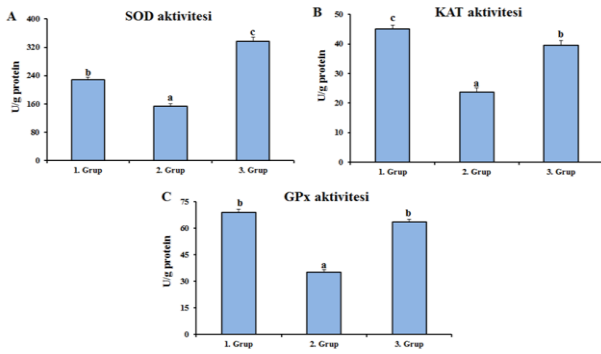 A SOD aktivitesi
400
320
240
160
80
0
U/g protein
b
a
c
1. Grup 2. Grup 3. Grup
B KAT aktivitesi
50
40
30
20
10
0
U/g protein
c
a
b
1. Grup 2. Grup 3. Grup
C GPx aktivitesi
75
60
45
30
15
0
U/g protein
b
a
b
1. Grup 2. Grup 3. Grup